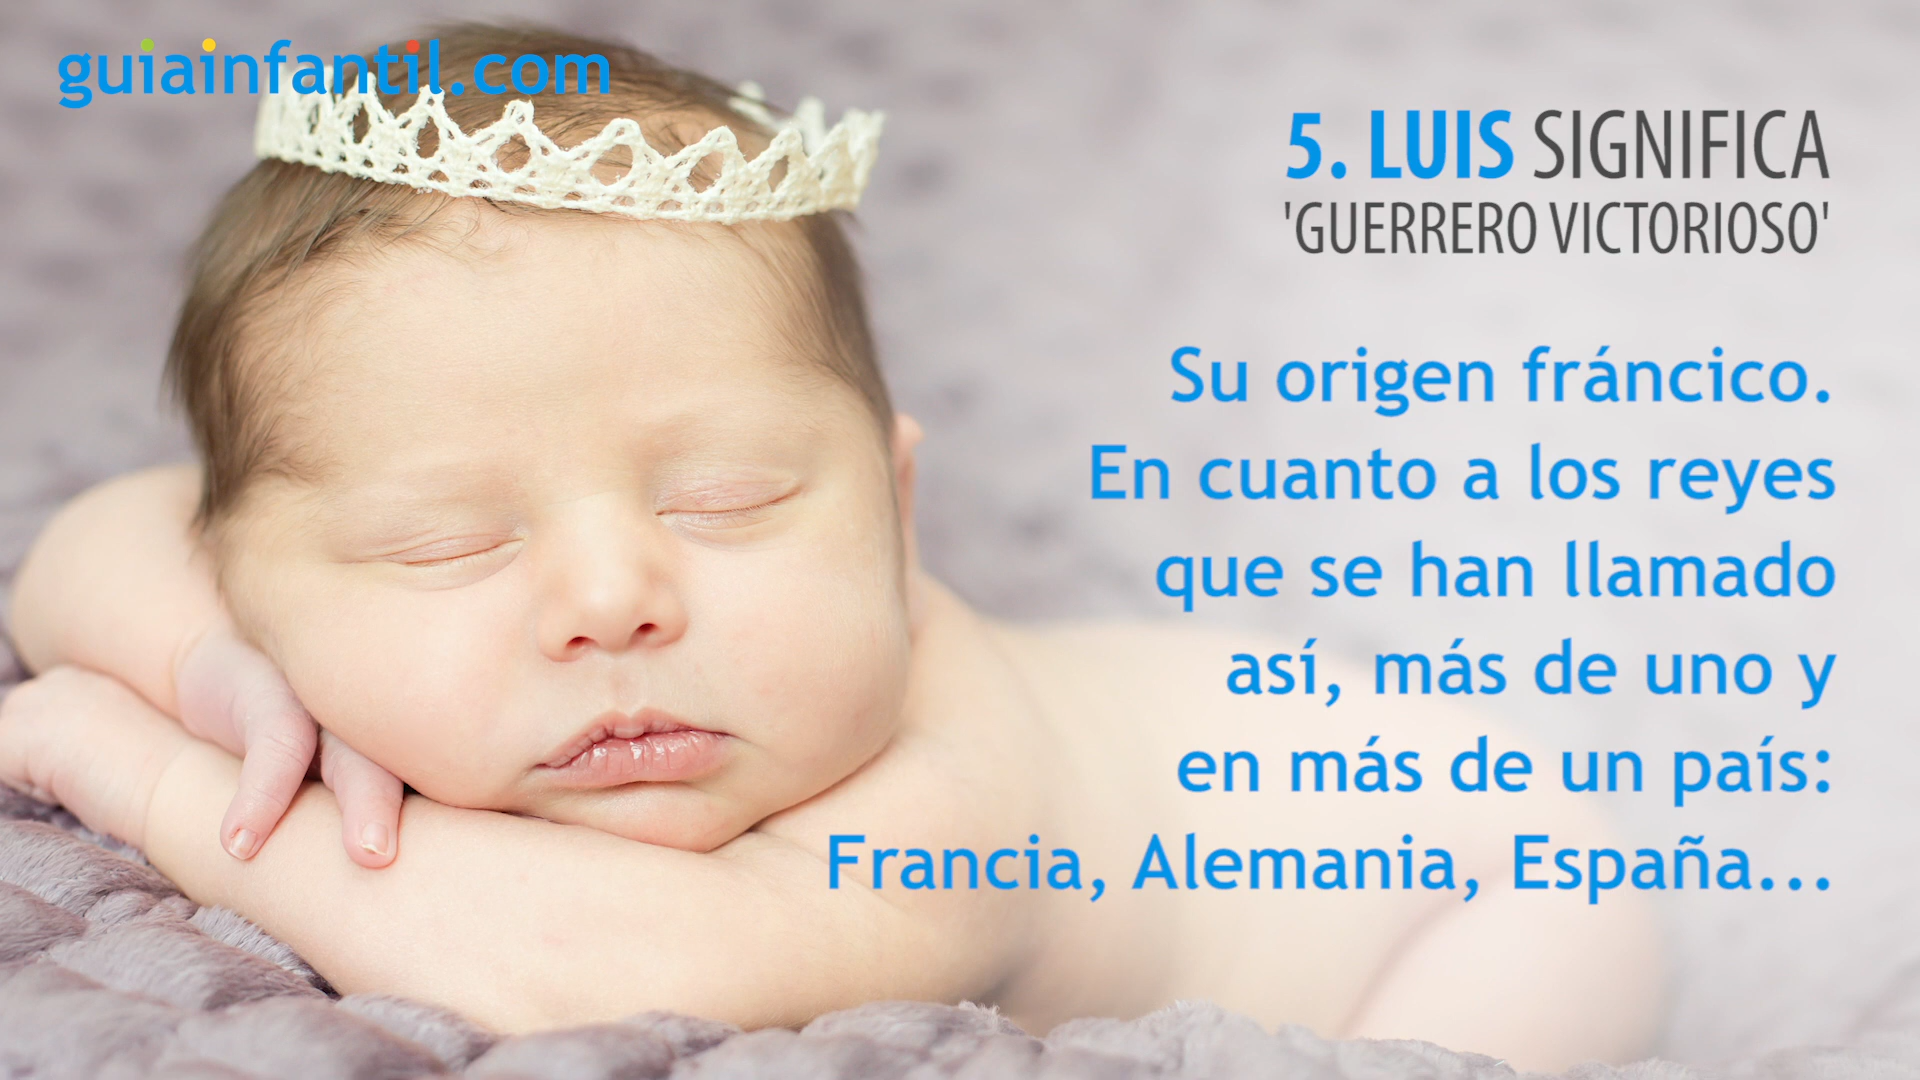 guiainfantil.com
5. LUIS SIGNIFICA
'GUERRERO VICTORIOSO'
Su origen fráncico.
En cuanto a los reyes
que se han llamado
así, más de uno y
en más de un país:
Francia, Alemania, España...